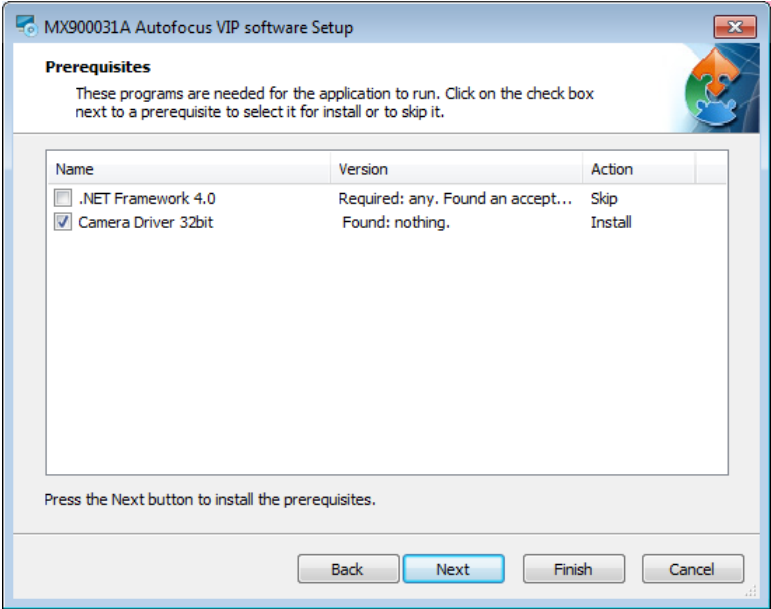 MX900031A Autofocus VIP software Setup
Prerequisites
These programs are needed for the application to run. Click on the check box
next to a prerequisite to select it for install or to skip it.
Name Version Action
.NET Framework 4.0 Required: any. Found an accept... Skip
Camera Driver 32bit Found: nothing. Install
Press the Next button to install the prerequisites.
Back Next Finish Cancel